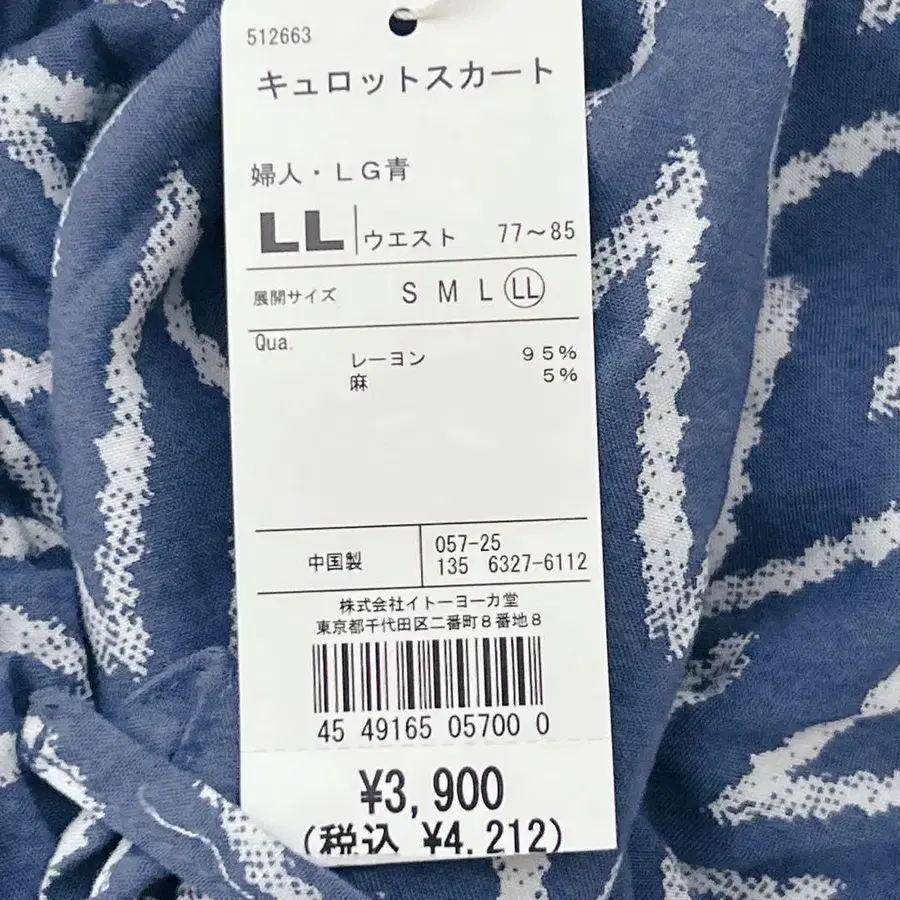 512663
キュロットスカート
婦人・ＬＧ青
LL ウエスト 77〜85
展開サイズ S M L LL
Qua.
レーヨン ９５％
麻 ５％
中国製
057-25
135 6327-6112
株式会社イトーヨーカ堂
東京都千代田区二番町８番地８
45 49165 05700 0
¥3,900
(税込 ¥4,212)